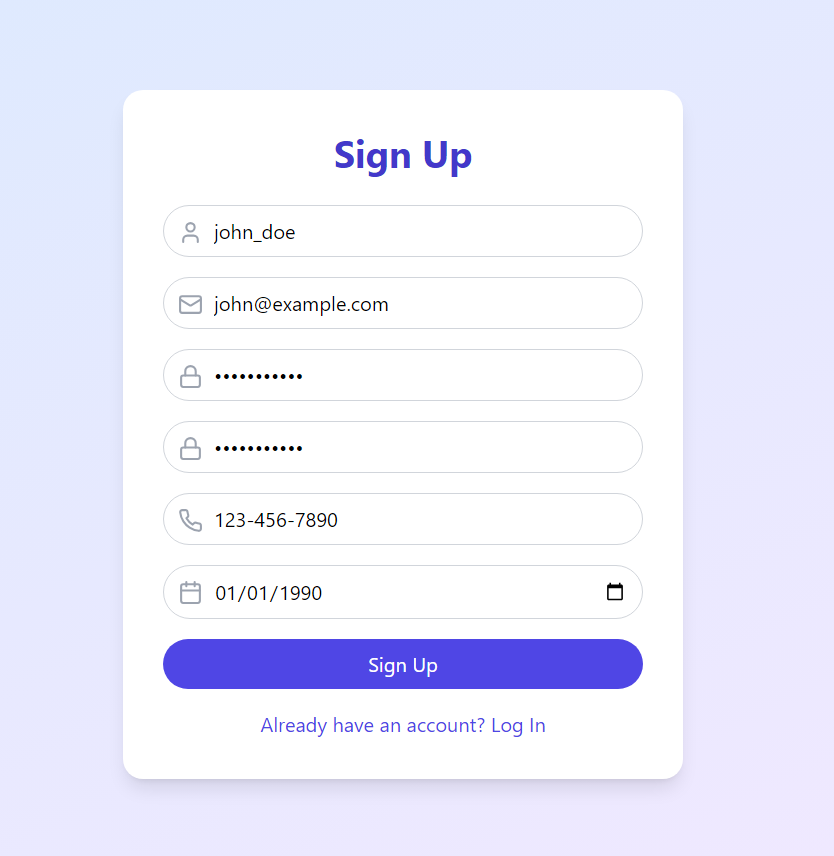 Sign Up
john_doe
john@example.com
•••••••••••
•••••••••••
123-456-7890
01/01/1990
Sign Up
Already have an account? Log In